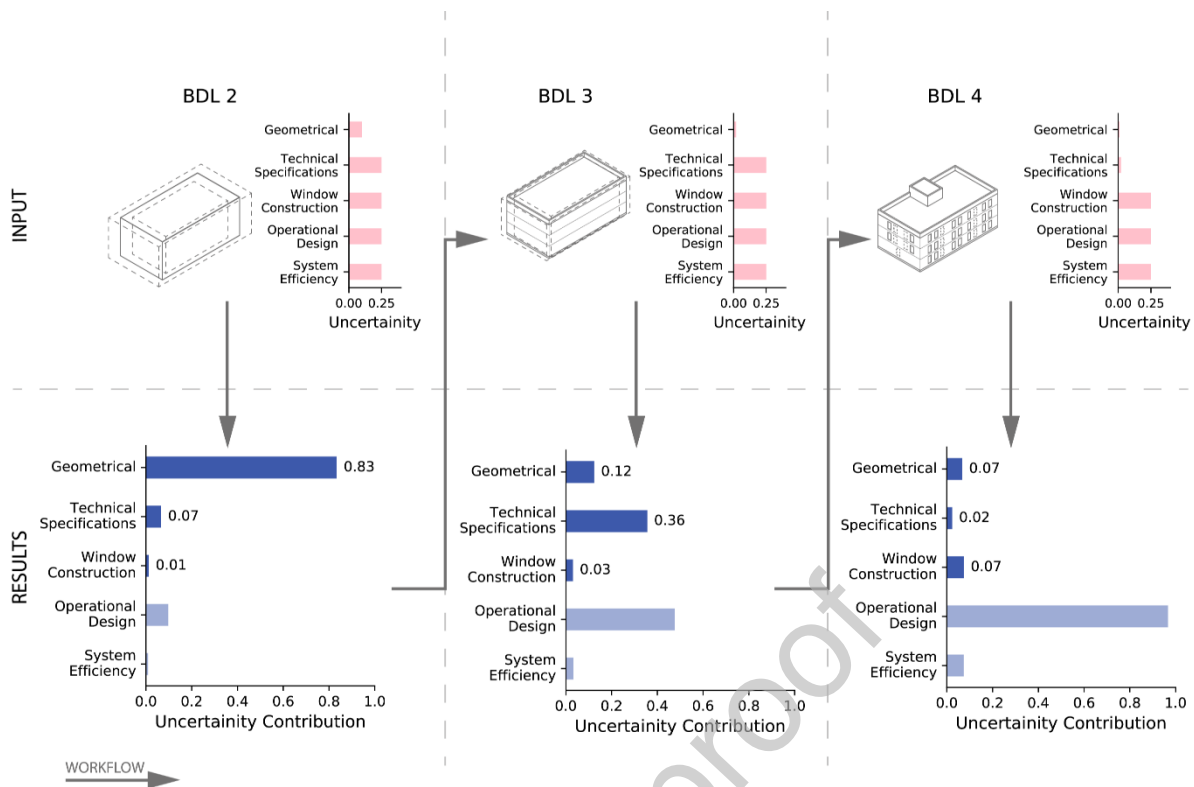 BDL 2
BDL 3
BDL 4
INPUT
Geometrical
Technical
Specifications
Window
Construction
Operational
Design
System
Efficiency
0.00 0.25
Uncertainity
Geometrical
Technical
Specifications
Window
Construction
Operational
Design
System
Efficiency
0.00 0.25
Uncertainity
Geometrical
Technical
Specifications
Window
Construction
Operational
Design
System
Efficiency
0.00 0.25
Uncertainity
RESULTS
Geometrical
0.83
Technical
Specifications
0.07
Window
Construction
0.01
Operational
Design
System
Efficiency
0.0 0.2 0.4 0.6 0.8 1.0
Uncertainity Contribution
Geometrical
0.12
Technical
Specifications
0.36
Window
Construction
0.03
Operational
Design
System
Efficiency
0.0 0.2 0.4 0.6 0.8 1.0
Uncertainity Contribution
Geometrical
0.07
Technical
Specifications
0.02
Window
Construction
0.07
Operational
Design
System
Efficiency
0.0 0.2 0.4 0.6 0.8 1.0
Uncertainity Contribution
WORKFLOW
proof